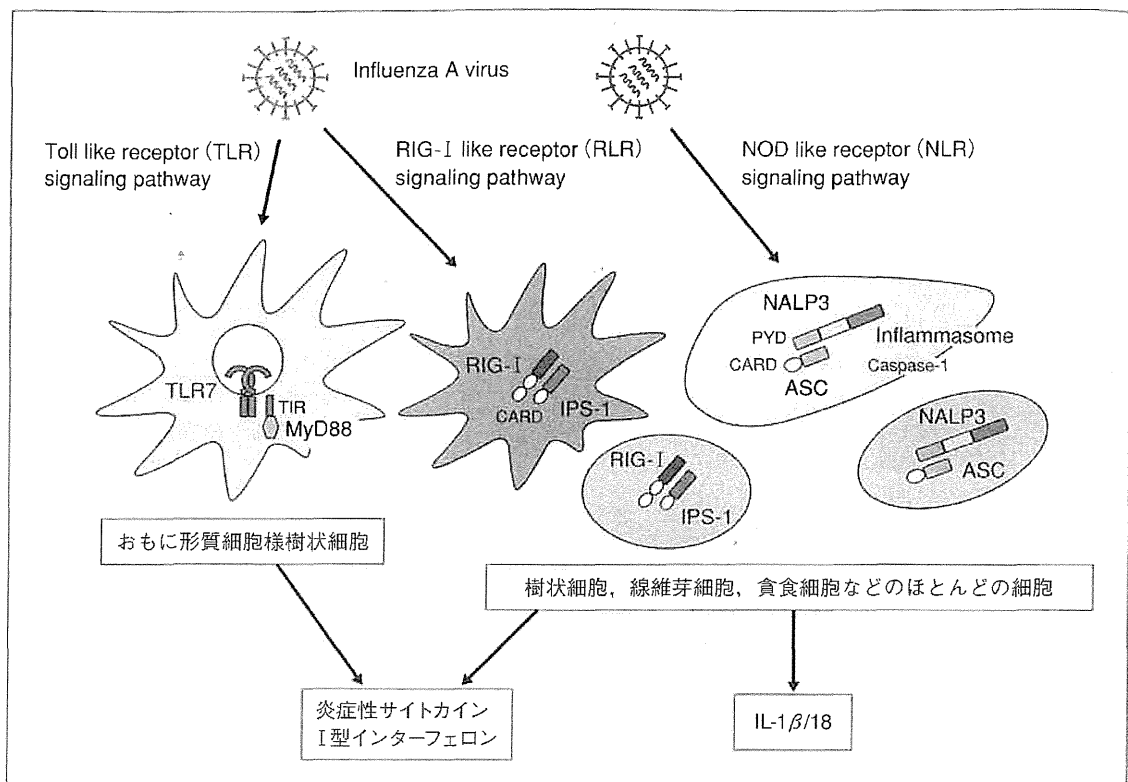 Influenza A virus
Toll like receptor (TLR)
signaling pathway
RIG-I like receptor (RLR)
signaling pathway
NOD like receptor (NLR)
signaling pathway
TLR7
TIR
MyD88
RIG-I
CARD
IPS-1
NALP3
PYD
Inflammasome
CARD
Caspase-1
ASC
RIG-I
IPS-1
NALP3
ASC
おもに形質細胞様樹状細胞
樹状細胞，線維芽細胞，貪食細胞などのほとんどの細胞
炎症性サイトカイン
I型インターフェロン
IL-1β/18